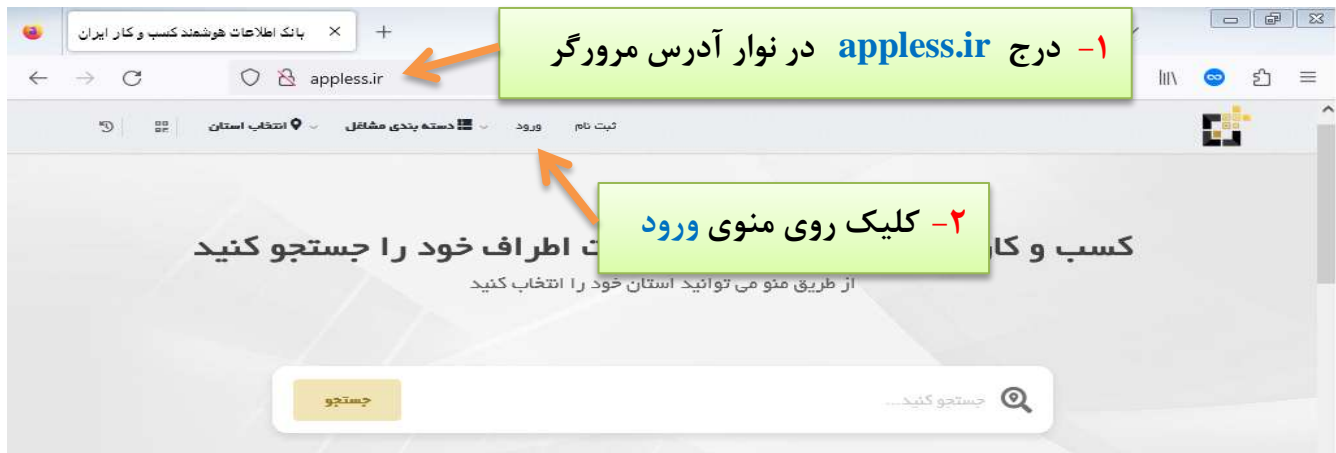 بانک اطلاعات هوشمند کسب و کار ایران
۱- درج appless.ir در نوار آدرس مرورگر
appless.ir
ثبت نام
ورود
دسته بندی مشاغل
انتخاب استان
۲- کلیک روی منوی ورود
کسب و کا
ت اطراف خود را جستجو کنید
از طریق منو می توانید استان خود را انتخاب کنید
جستجو کنید...
جستجو